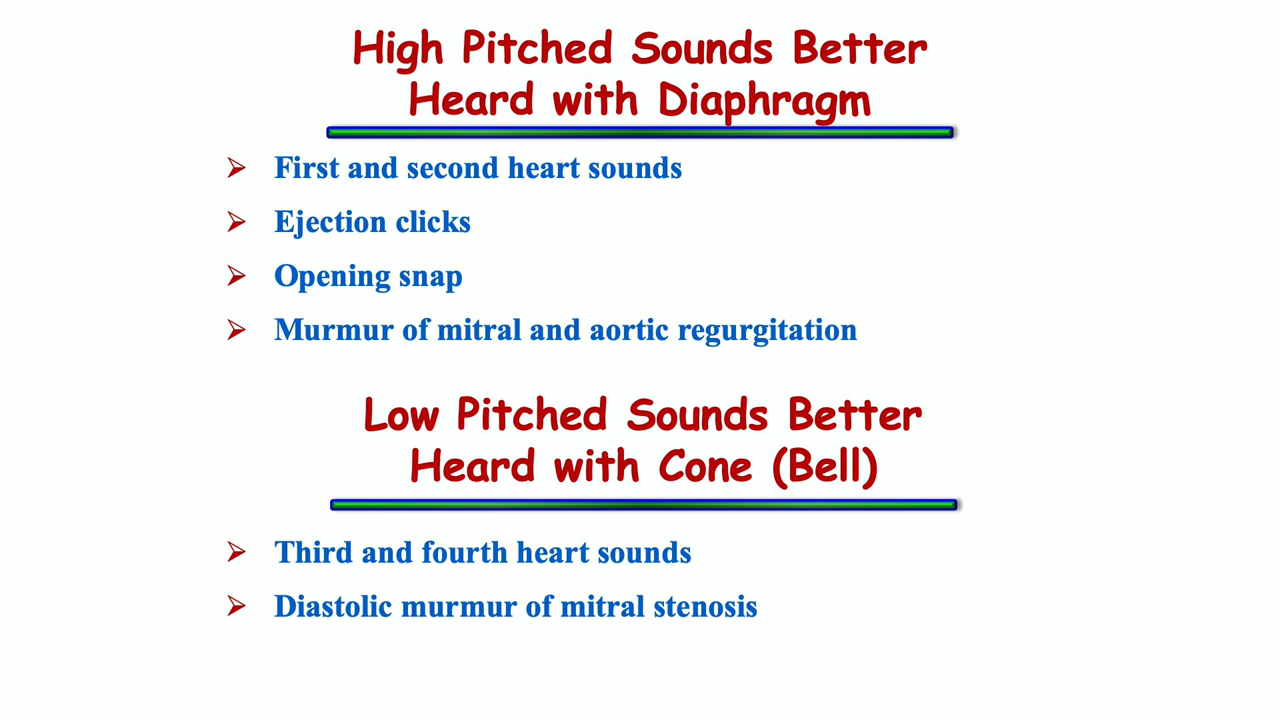 High Pitched Sounds Better
Heard with Diaphragm
First and second heart sounds
Ejection clicks
Opening snap
Murmur of mitral and aortic regurgitation
Low Pitched Sounds Better
Heard with Cone (Bell)
Third and fourth heart sounds
Diastolic murmur of mitral stenosis